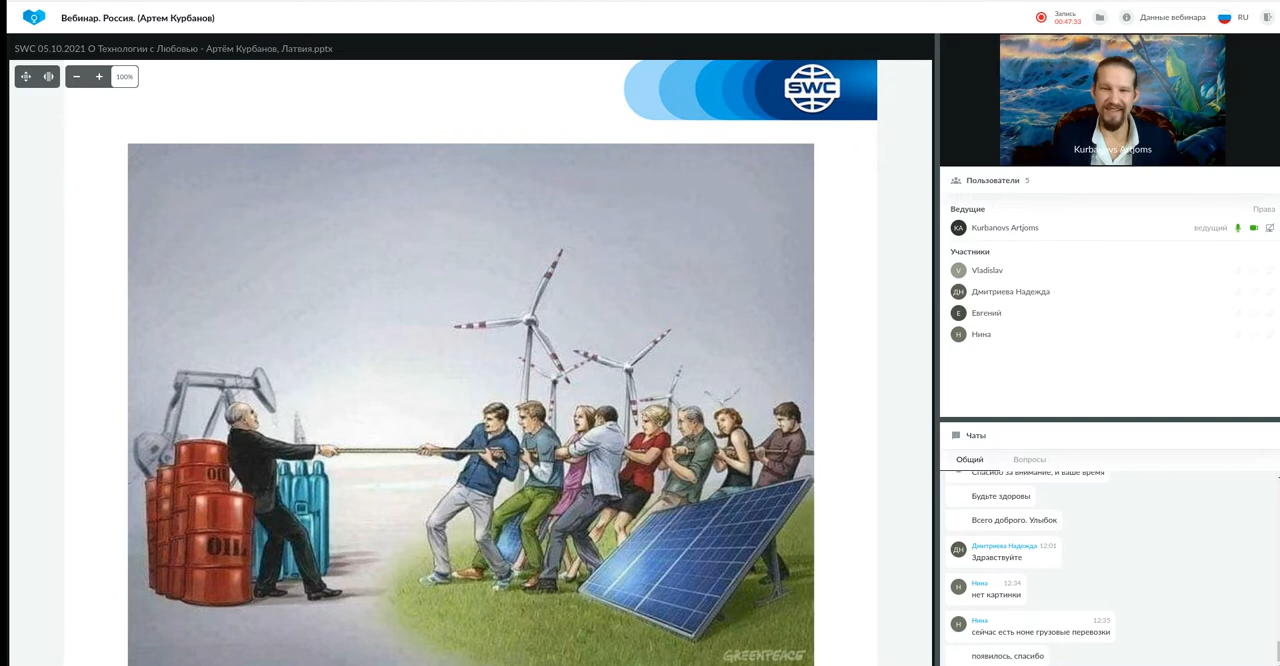 Вебинар. Россия. (Артем Курбанов)
Запись
00:47:33
Данные вебинара
RU
SWC 05.10.2021 О Технологии с Любовью - Артём Курбанов, Латвия.pptx
100%
SWC
OIL
OIL
GREENPEACE
Kurbanovs Artjoms
Пользователи 5
Ведущие
Права
KA
Kurbanovs Artjoms
ведущий
Участники
V
Vladislav
ДН
Дмитриева Надежда
Е
Евгений
Н
Нина
Чаты
Общий
Вопросы
Спасибо за внимание, и ваше время
Будьте здоровы
Всего доброго. Улыбок
ДН
Дмитриева Надежда 12:01
Здравствуйте
Н
Нина 12:34
нет картинки
Н
Нина 12:35
сейчас есть ноне грузовые перевозки
появилось, спасибо